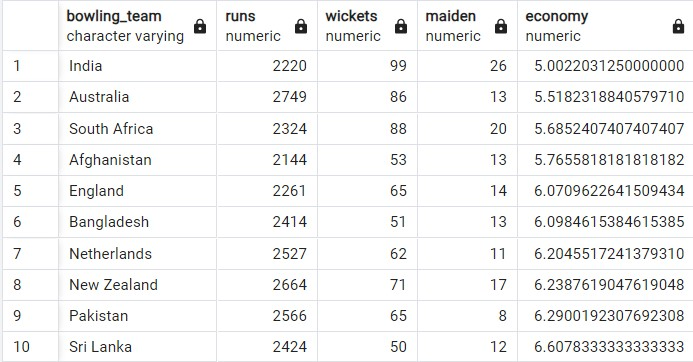 bowling_team runs wickets maiden economy
character varying numeric numeric numeric numeric
1 India 2220 99 26 5.0022031250000000
2 Australia 2749 86 13 5.5182318840579710
3 South Africa 2324 88 20 5.6852407407407407
4 Afghanistan 2144 53 13 5.7655818181818182
5 England 2261 65 14 6.0709622641509434
6 Bangladesh 2414 51 13 6.0984615384615385
7 Netherlands 2527 62 11 6.2045517241379310
8 New Zealand 2664 71 17 6.2387619047619048
9 Pakistan 2566 65 8 6.2900192307692308
10 Sri Lanka 2424 50 12 6.6078333333333333